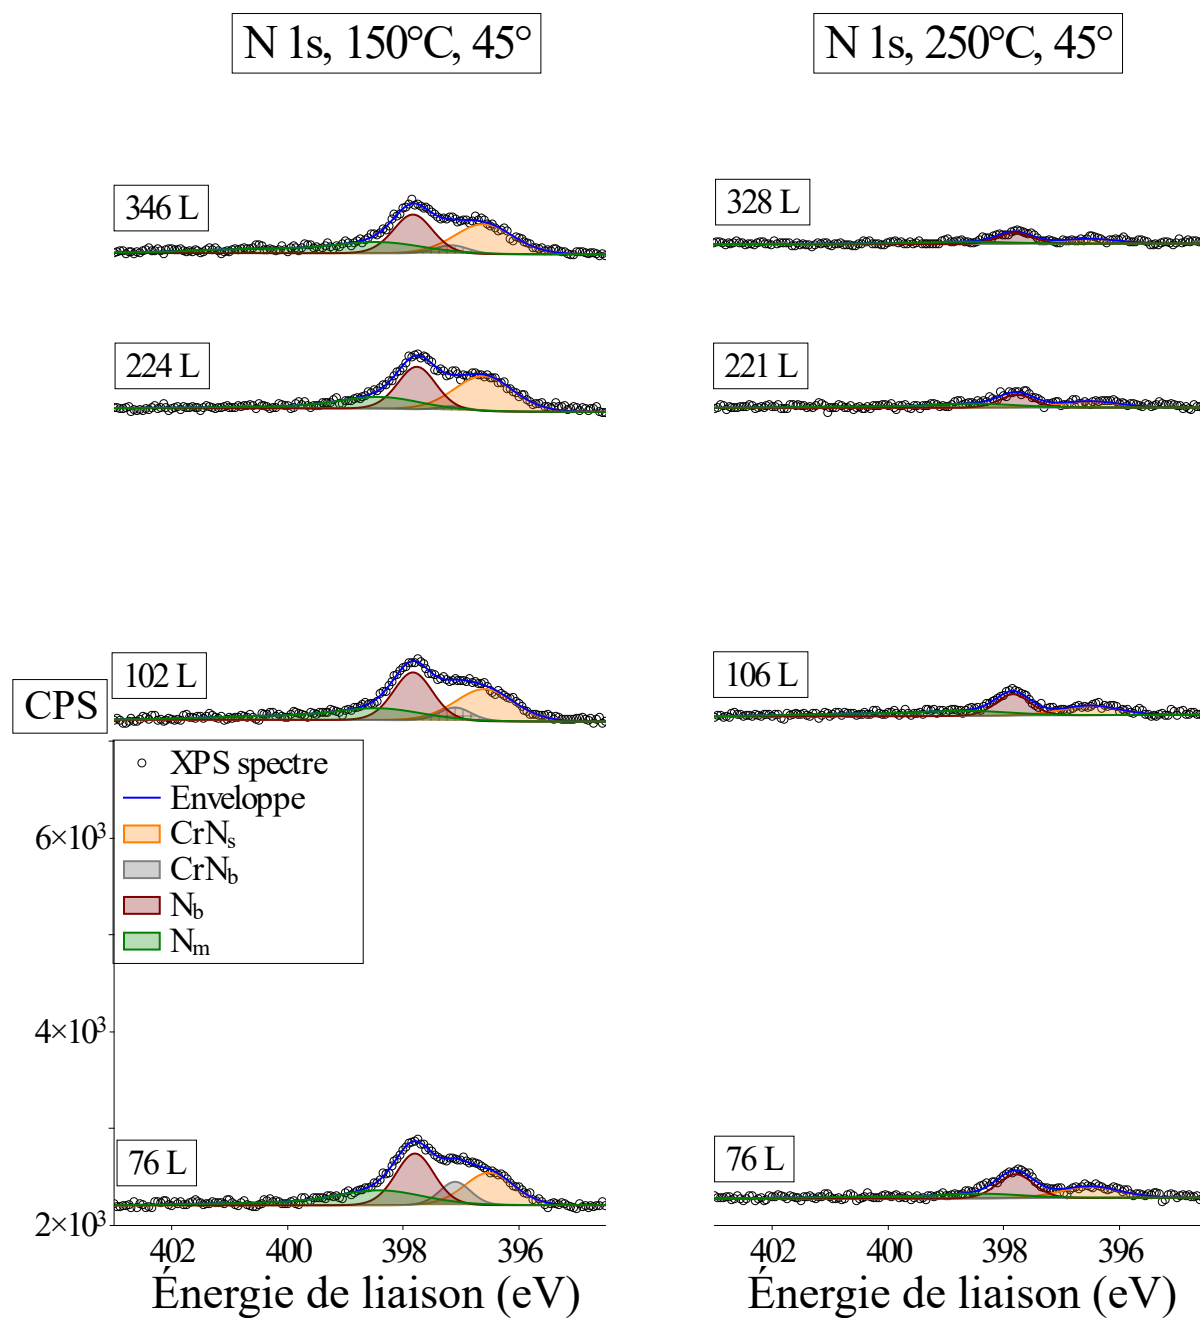 N 1s, 150°C, 45°
N 1s, 250°C, 45°
346 L
328 L
224 L
221 L
102 L
106 L
CPS
XPS spectre
Enveloppe
CrNs
CrNb
Nb
Nm
6×10³
4×10³
76 L
76 L
2×10³
402 400 398 396
402 400 398 396
Énergie de liaison (eV)
Énergie de liaison (eV)